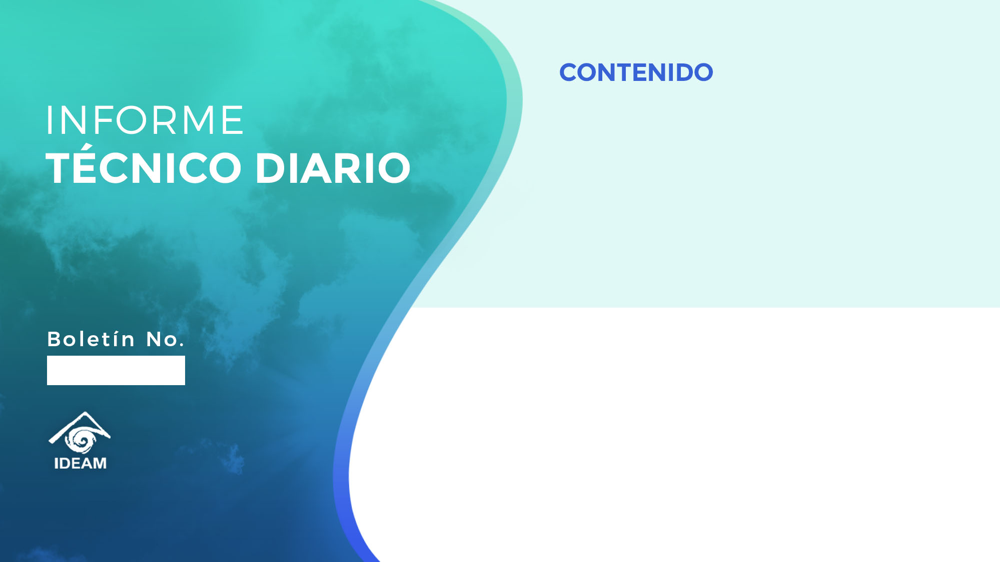 INFORME
TÉCNICO DIARIO
Boletín No.
IDEAM
CONTENIDO